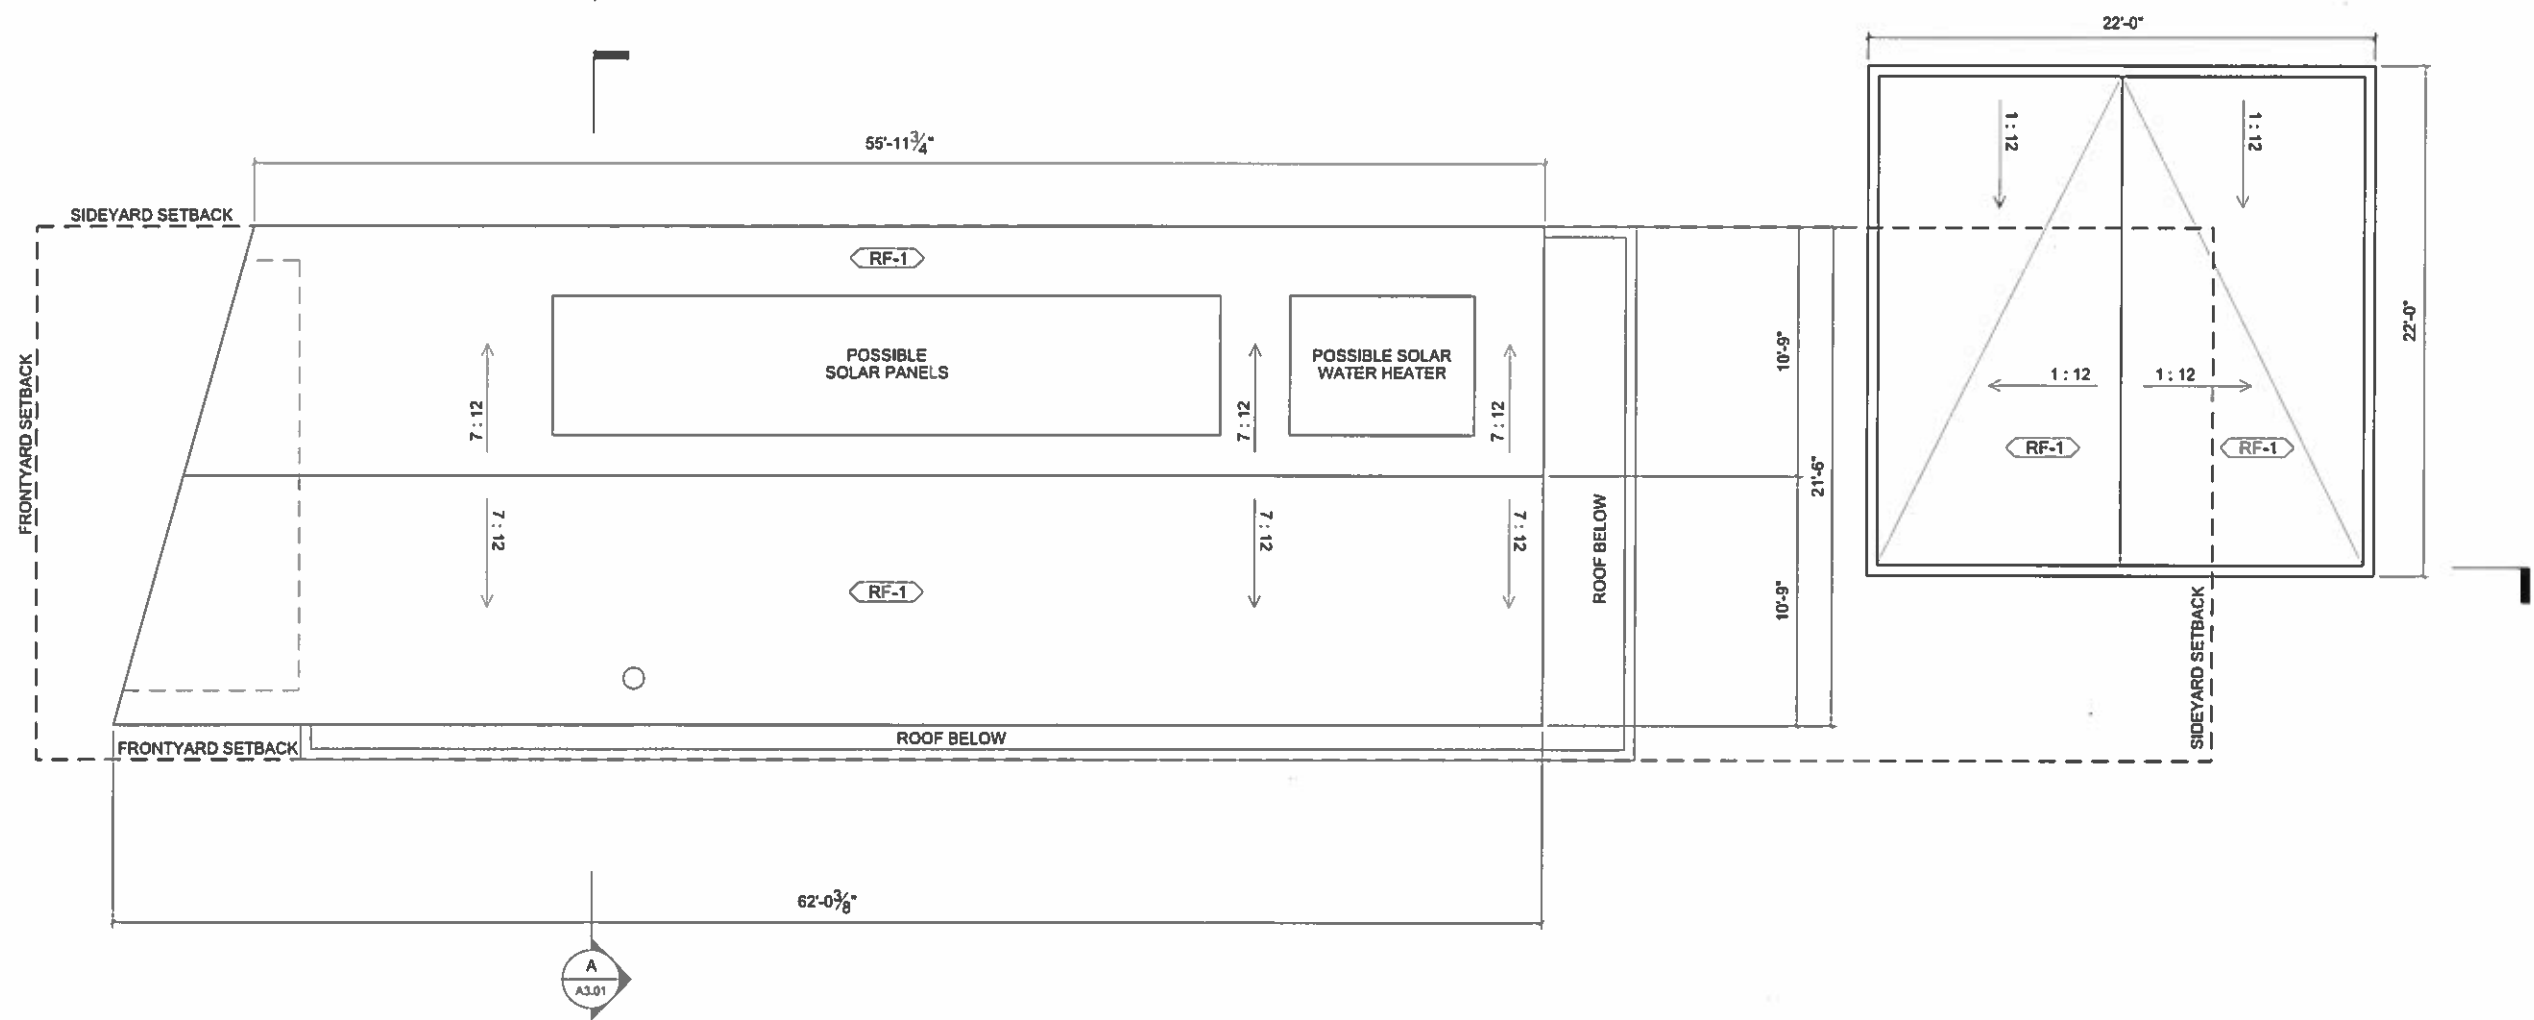 22'-0"
55'-11¾"
SIDEYARD SETBACK
1 : 12
1 : 12
RF-1
FRONTYARD SETBACK
POSSIBLE
SOLAR PANELS
POSSIBLE SOLAR
WATER HEATER
7 : 12
7 : 12
7 : 12
10'-9"
21'-6"
22'-0"
1 : 12
1 : 12
RF-1
RF-1
7 : 12
7 : 12
7 : 12
ROOF BELOW
RF-1
10'-9"
SIDEYARD SETBACK
FRONTYARD SETBACK
ROOF BELOW
62'-0⅜"
A
A3.01